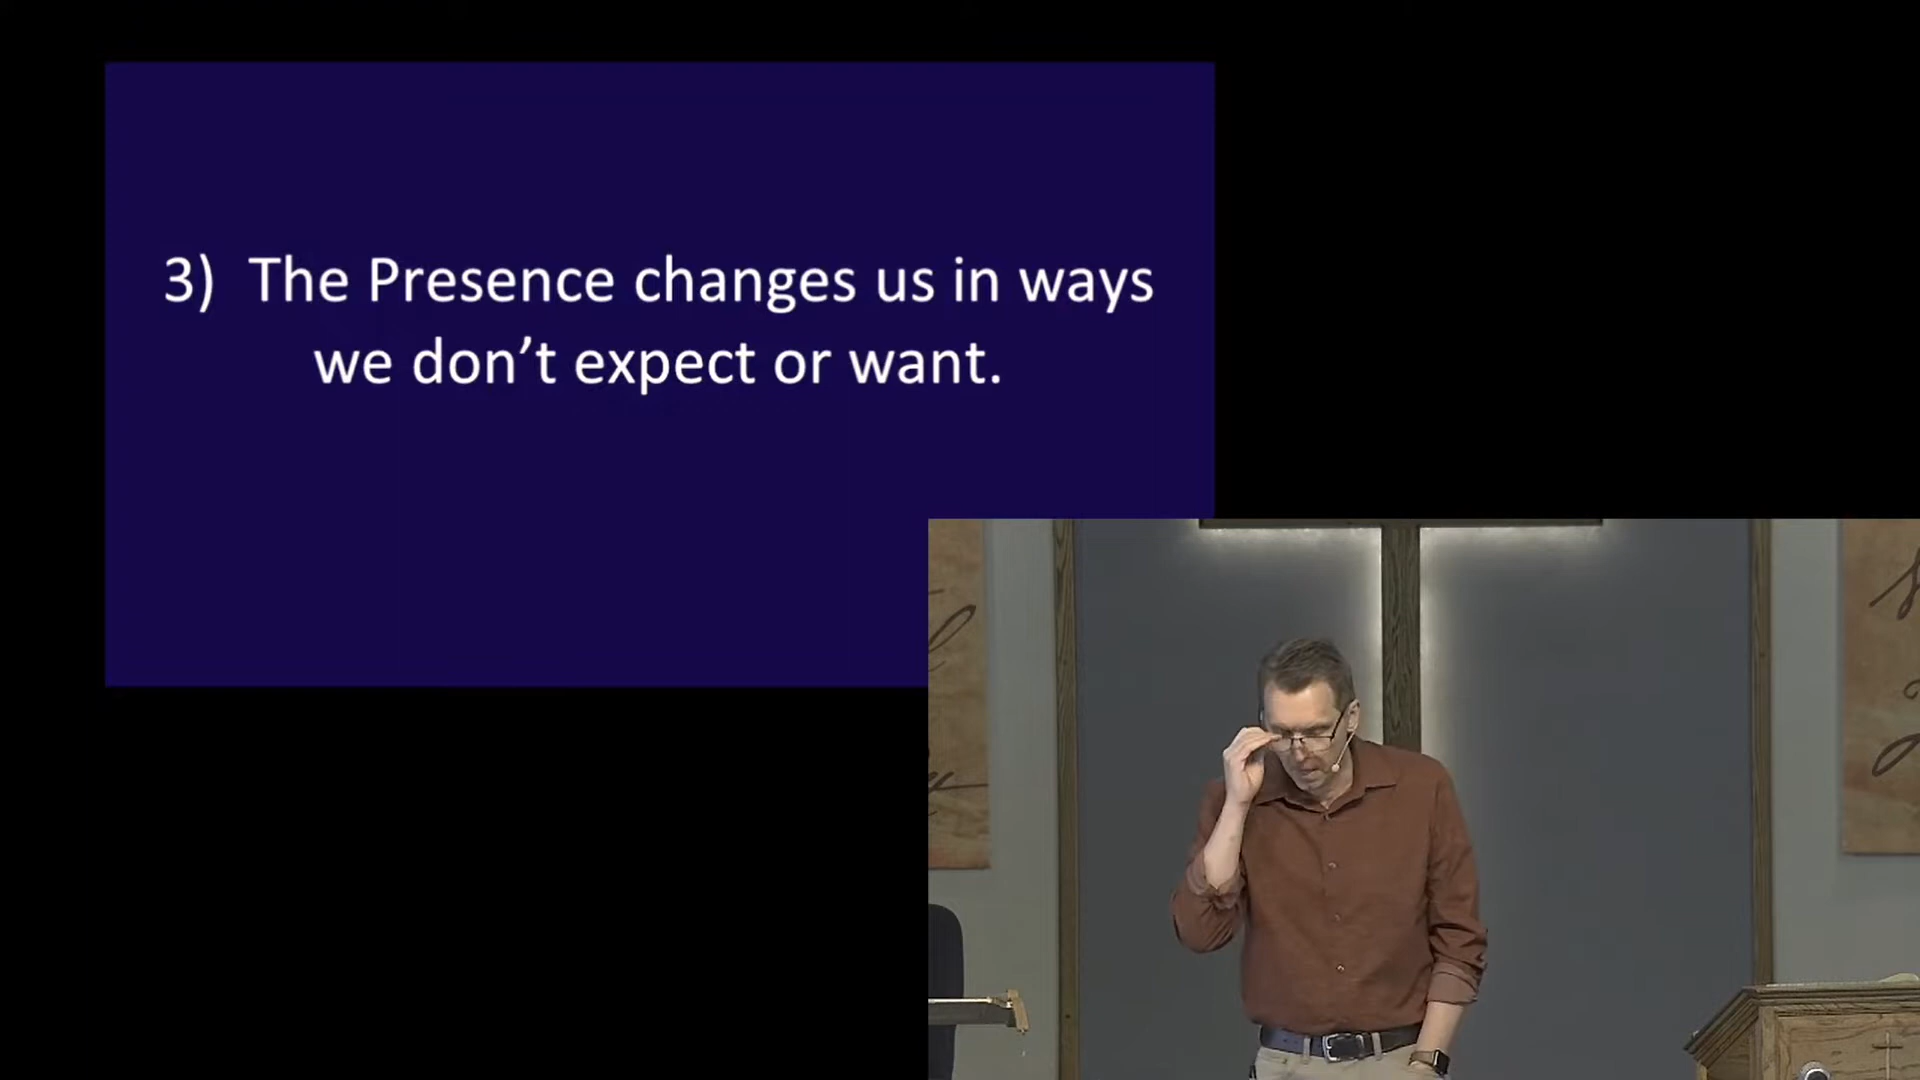 3) The Presence changes us in ways
we don’t expect or want.